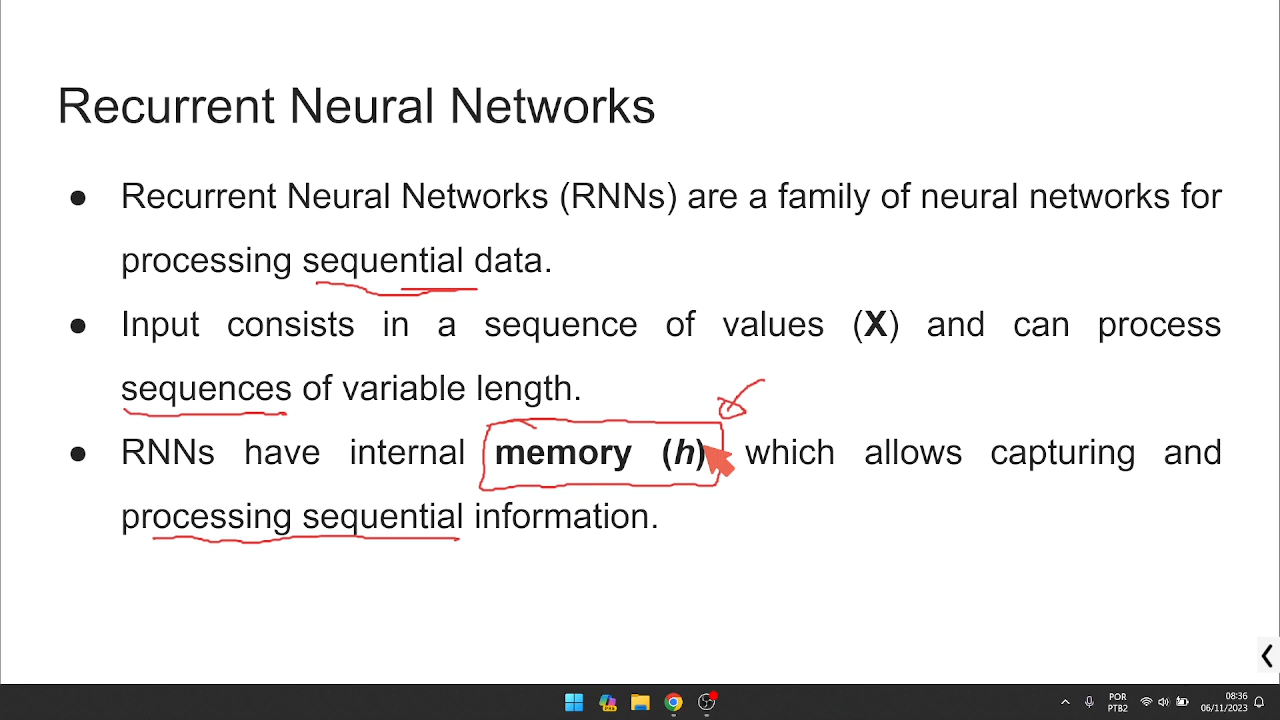 Recurrent Neural Networks
● Recurrent Neural Networks (RNNs) are a family of neural networks for
processing sequential data.
● Input consists in a sequence of values (X) and can process
sequences of variable length.
● RNNs have internal memory (h) which allows capturing and
processing sequential information.
POR
PTB2
08:36
06/11/2023